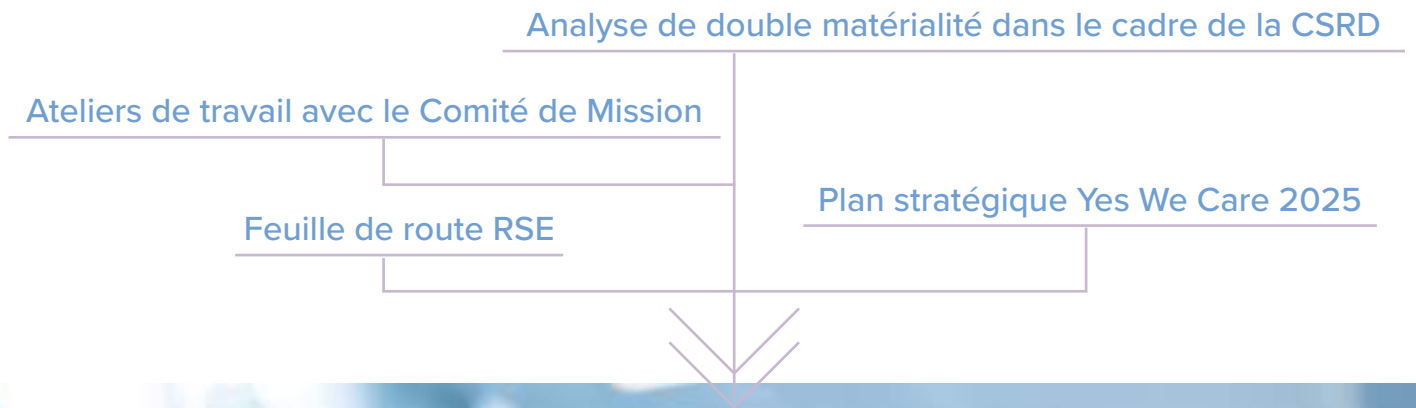 Analyse de double matérialité dans le cadre de la CSRD
Ateliers de travail avec le Comité de Mission
Plan stratégique Yes We Care 2025
Feuille de route RSE